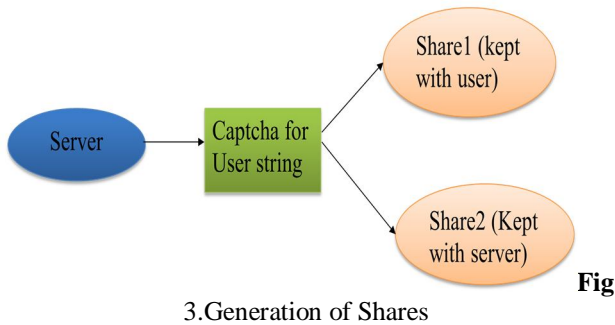 Server
Captcha for
User string
Share1 (kept
with user)
Share2 (Kept
with server)
Fig
3.Generation of Shares